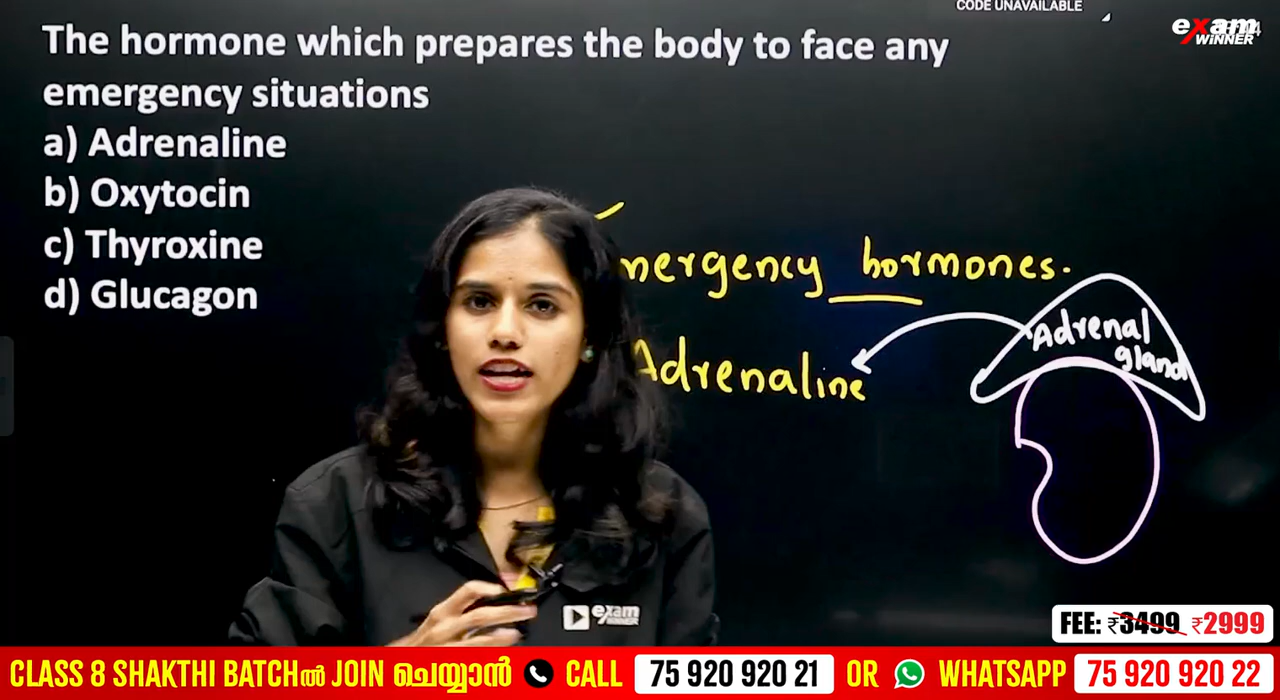 CODE UNAVAILABLE
exam
WINNER
The hormone which prepares the body to face any
emergency situations
a) Adrenaline
b) Oxytocin
c) Thyroxine
d) Glucagon
mergency hormones.
Adrenaline
Adrenal
gland
exam
WINNER
FEE: ₹3499 ₹2999
CLASS 8 SHAKTHI BATCHൽ JOIN ചെയ്യാൻ CALL 75 920 920 21 OR WHATSAPP 75 920 920 22